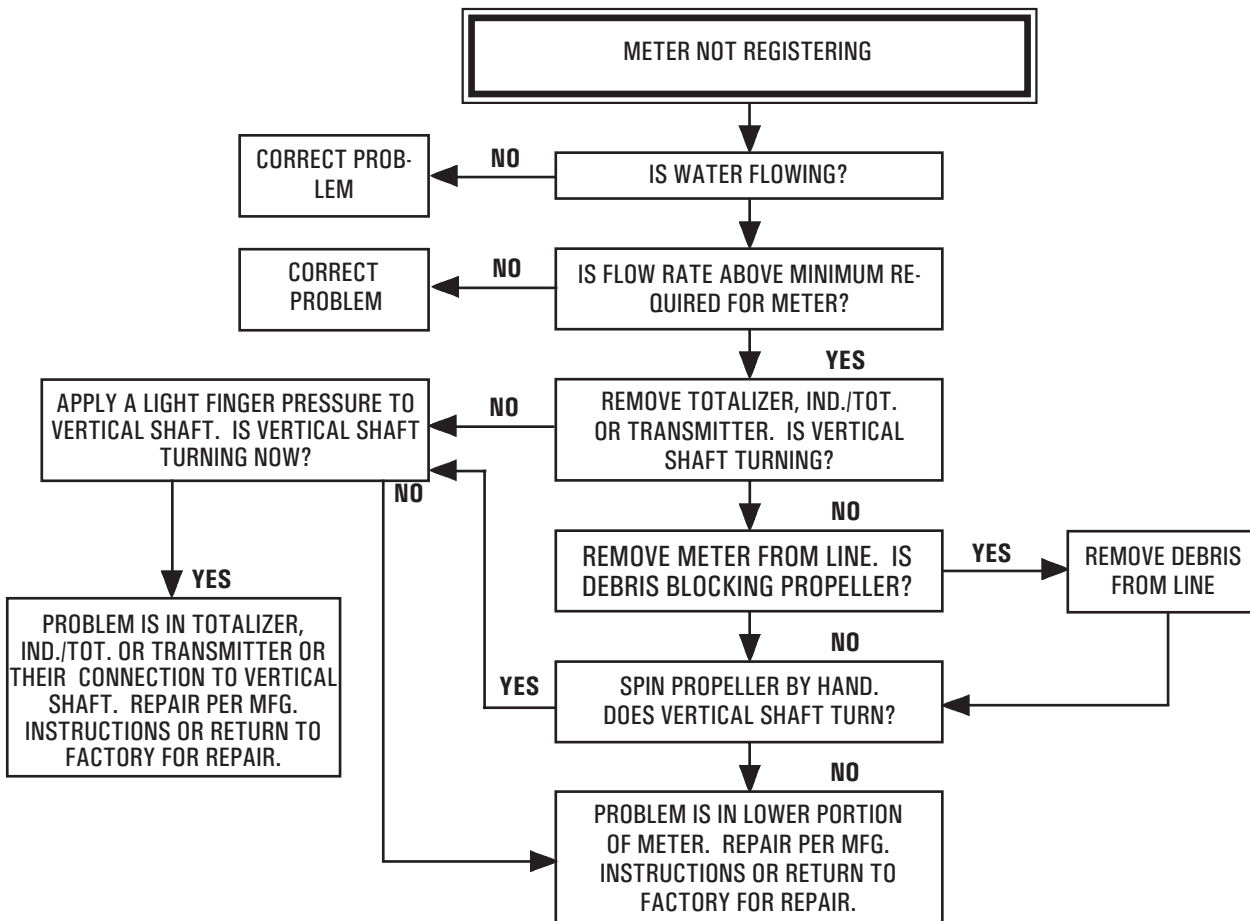 METER NOT REGISTERING
CORRECT PROB-
LEM
NO
IS WATER FLOWING?
CORRECT
PROBLEM
NO
IS FLOW RATE ABOVE MINIMUM RE-
QUIRED FOR METER?
YES
APPLY A LIGHT FINGER PRESSURE TO
VERTICAL SHAFT. IS VERTICAL SHAFT
TURNING NOW?
NO
REMOVE TOTALIZER, IND./TOT.
OR TRANSMITTER. IS VERTICAL
SHAFT TURNING?
NO
NO
REMOVE METER FROM LINE. IS
DEBRIS BLOCKING PROPELLER?
YES
REMOVE DEBRIS
FROM LINE
YES
PROBLEM IS IN TOTALIZER,
IND./TOT. OR TRANSMITTER OR
THEIR CONNECTION TO VERTICAL
SHAFT. REPAIR PER MFG.
INSTRUCTIONS OR RETURN TO
FACTORY FOR REPAIR.
NO
YES
SPIN PROPELLER BY HAND.
DOES VERTICAL SHAFT TURN?
NO
PROBLEM IS IN LOWER PORTION
OF METER. REPAIR PER MFG.
INSTRUCTIONS OR RETURN TO
FACTORY FOR REPAIR.